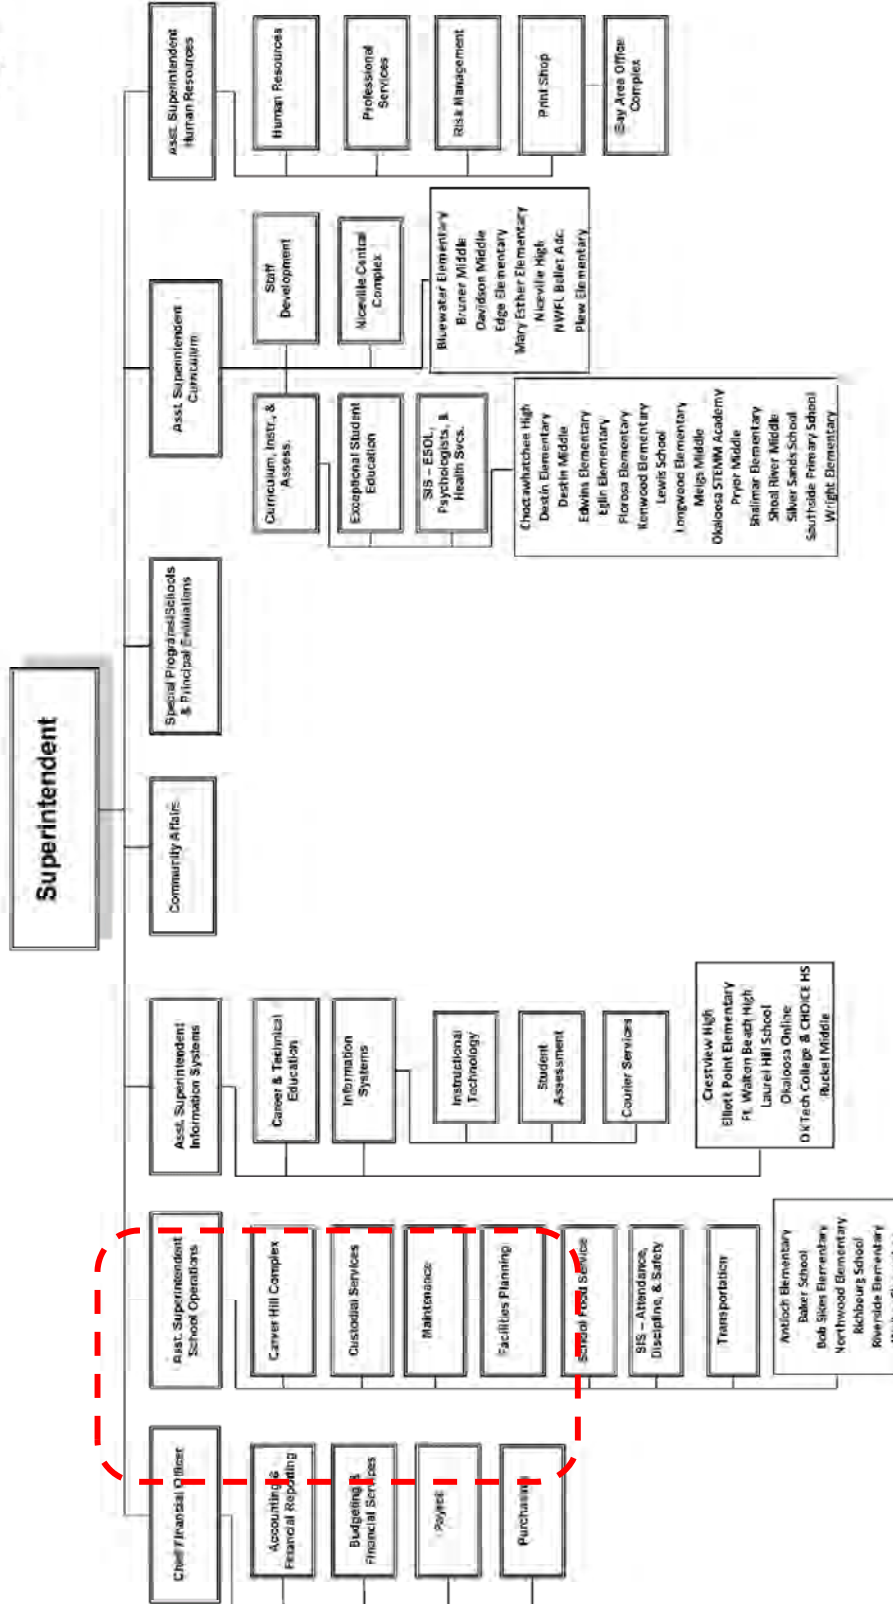 Superintendent
Chief Financial Officer
Accounting &
Financial Reporting
Budgeting &
Financial Services
Payroll
Purchasing
Asst. Superintendent
School Operations
Carver Hill Complex
Custodial Services
Maintenance
Facilities Planning
School Food Service
SIS – Attendance,
Discipline, & Safety
Transportation
Antioch Elementary
Baker School
Bob Sikes Elementary
Northwood Elementary
Richbourg School
Riverside Elementary
Asst. Superintendent
Information Systems
Career & Technical
Education
Information
Systems
Instructional
Technology
Student
Assessment
Courier Services
Crestview High
Elliott Point Elementary
Ft. Walton Beach High
Laurel Hill School
Okaloosa Online
OK Tech College & CHOICE HS
Ruckel Middle
Community Affairs
Special Programs/Schools
& Principal Evaluations
Asst. Superintendent
Curriculum
Curriculum, Instr., &
Assess.
Exceptional Student
Education
SIS – ESOL,
Psychologists, &
Health Svcs.
Choctawhatchee High
Destin Elementary
Destin Middle
Edwins Elementary
Eglin Elementary
Florosa Elementary
Kenwood Elementary
Lewis School
Longwood Elementary
Meigs Middle
Okaloosa STEMM Academy
Pryor Middle
Shalimar Elementary
Shoal River Middle
Silver Sands School
Southside Primary School
Wright Elementary
Staff
Development
Niceville Central
Complex
Bluewater Elementary
Bruner Middle
Davidson Middle
Edge Elementary
Mary Esther Elementary
Niceville High
NWFL Ballet Adc.
Plew Elementary
Asst. Superintendent
Human Resources
Human Resources
Professional
Services
Risk Management
Print Shop
Bay Area Office
Complex